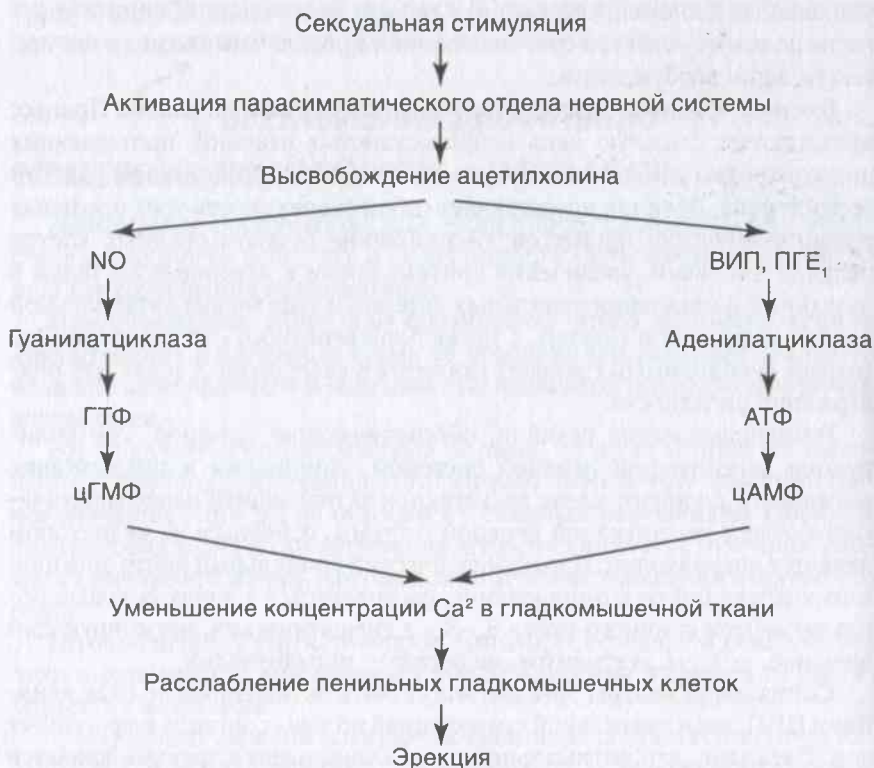 Сексуальная стимуляция
Активация парасимпатического отдела нервной системы
Высвобождение ацетилхолина
NO
ВИП, ПГЕ₁
Гуанилатциклаза
Аденилатциклаза
ГТФ
АТФ
цГМФ
цАМФ
Уменьшение концентрации Ca² в гладкомышечной ткани
Расслабление пенильных гладкомышечных клеток
Эрекция